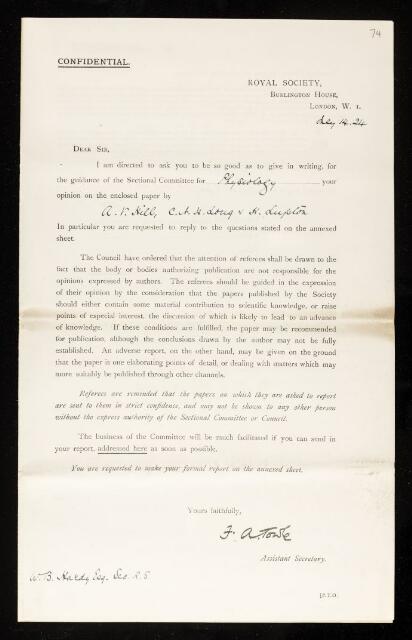 74
CONFIDENTIAL.
ROYAL SOCIETY,
BURLINGTON HOUSE,
LONDON, W. 1.
14.24
DEAR SIR,
I am directed to ask you to be so good as to give in writing, for
the guidance of the Sectional Committee for Physiology your
opinion on the enclosed paper by
A. V. Hill, C. N. H. Long & H. Lupton
In particular you are requested to reply to the questions stated on the annexed
sheet.
The Council have ordered that the attention of referees shall be drawn to the
fact that the body or bodies authorizing publication are not responsible for the
opinions expressed by authors. The referees should be guided in the expression
of their opinion by the consideration that the papers published by the Society
should either contain some material contribution to scientific knowledge, or raise
points of especial interest, the discussion of which is likely to lead to an advance
of knowledge. If these conditions are fulfilled, the paper may be recommended
for publication, although the conclusions drawn by the author may not be fully
established. An adverse report, on the other hand, may be given on the ground
that the paper is one elaborating points of detail, or dealing with matters which may
more suitably be published through other channels.
Referees are reminded that the papers on which they are asked to report
are sent to them in strict confidence, and may not be shown to any other person
without the express authority of the Sectional Committee or Council.
The business of the Committee will be much facilitated if you can send in
your report, addressed here as soon as possible.
You are requested to make your formal report on the annexed sheet.
Yours faithfully,
F. A. Towle
Assistant Secretary.
W. B. Hardy Esq. Sec. R.S.
[P.T.O.